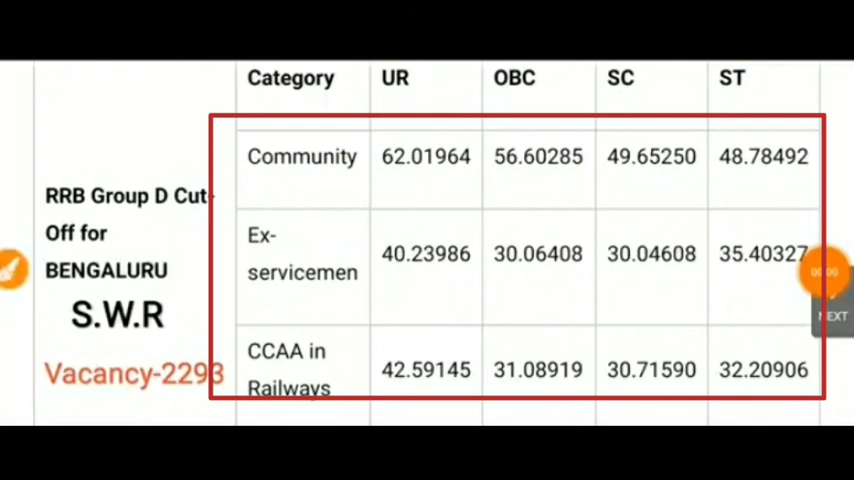 Category UR OBC SC ST
Community 62.01964 56.60285 49.65250 48.78492
RRB Group D Cut-
Off for
BENGALURU
S.W.R
Vacancy-2293
Ex-
servicemen 40.23986 30.06408 30.04608 35.40327
00:00
NEXT
CCAA in
Railways 42.59145 31.08919 30.71590 32.20906